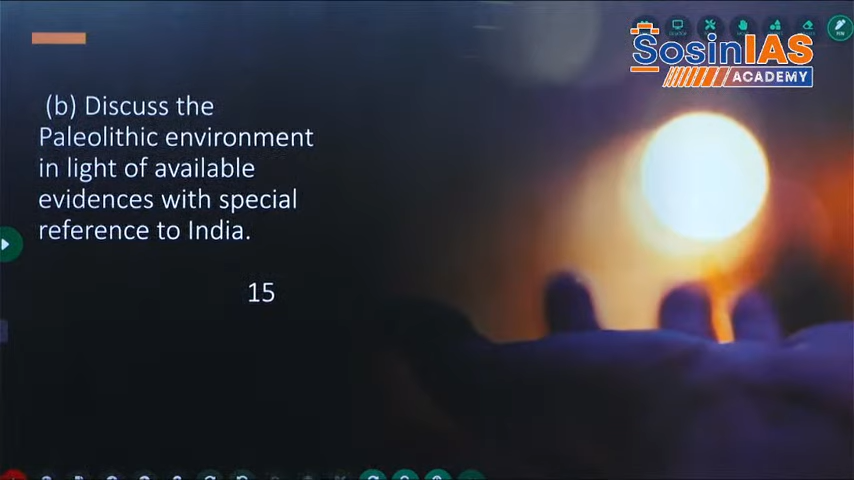 SosinIAS
ACADEMY
(b) Discuss the
Paleolithic environment
in light of available
evidences with special
reference to India.
15